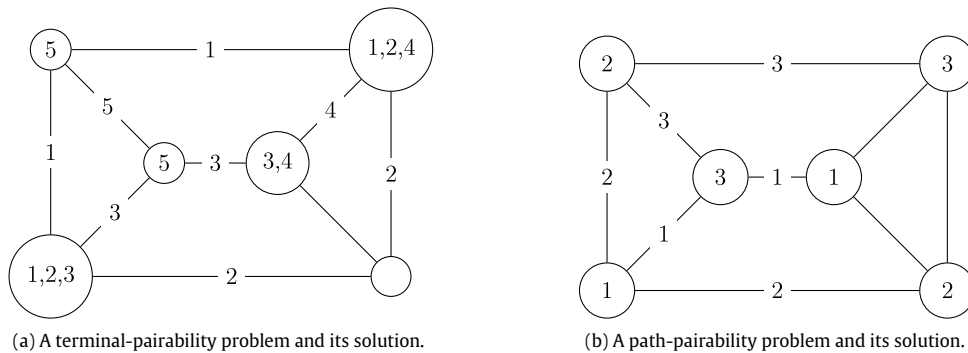 5 1 1,2,4 2 3 3
5 4 3
1 5 3 3,4 2 2 3 1 1
3 1
1,2,3 2 1 2 2
(a) A terminal-pairability problem and its solution. (b) A path-pairability problem and its solution.